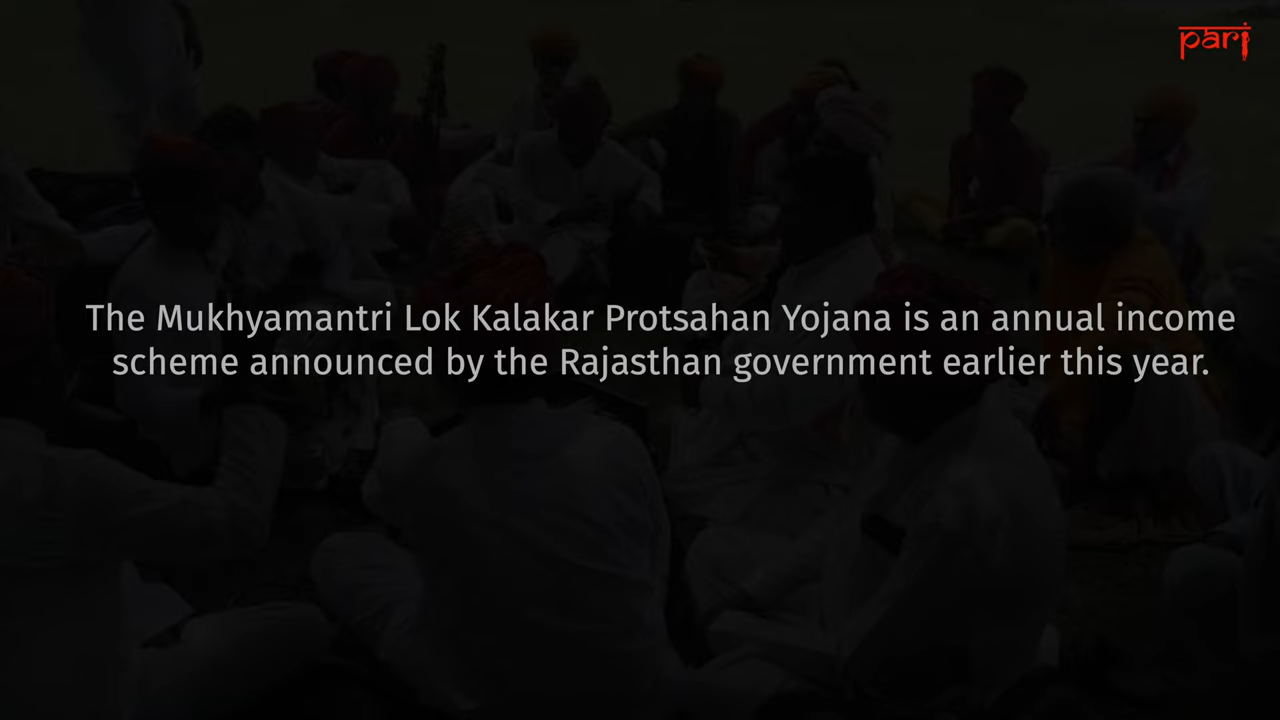 pari
The Mukhyamantri Lok Kalakar Protsahan Yojana is an annual income
scheme announced by the Rajasthan government earlier this year.